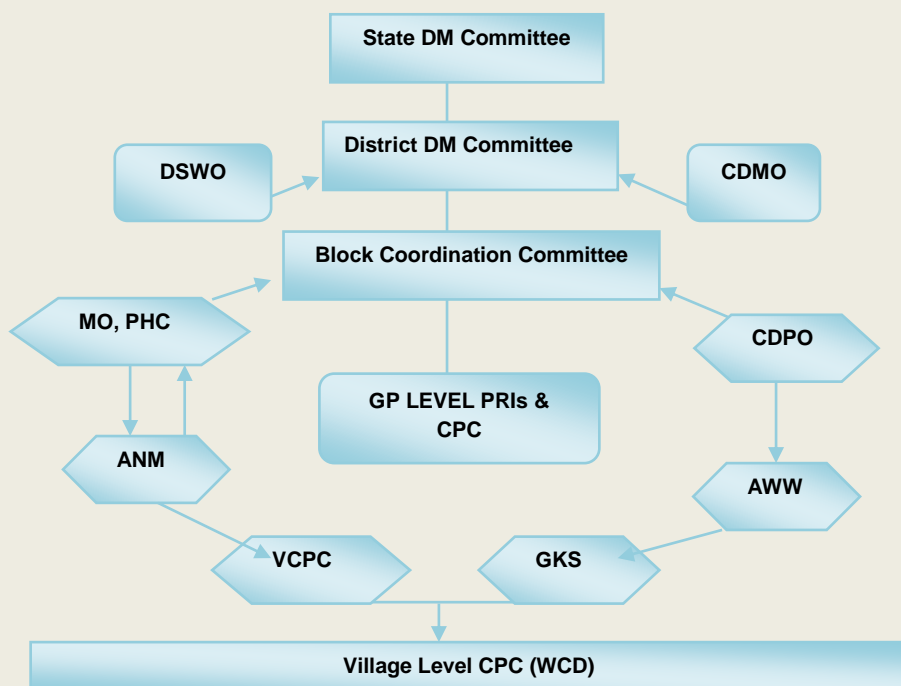 State DM Committee
District DM Committee
DSWO
CDMO
Block Coordination Committee
MO, PHC
CDPO
GP LEVEL PRIs &
CPC
ANM
AWW
VCPC
GKS
Village Level CPC (WCD)